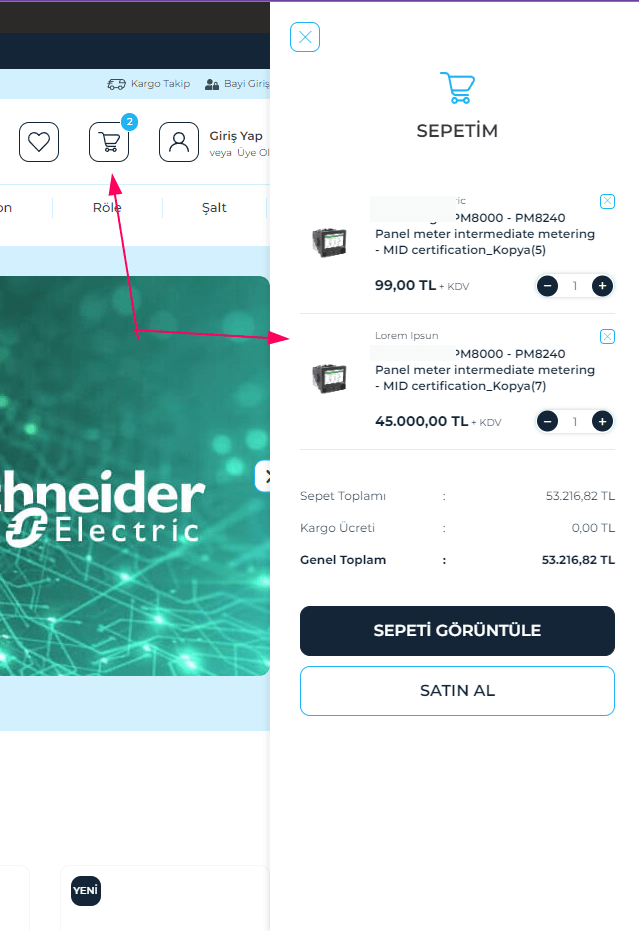 Kargo Takip
Bayi Giriş
2
Giriş Yap
veya Üye Ol
on
Röle
Şalt
chneider
Electric
YENİ
SEPETİM
ric
PM8000 - PM8240
Panel meter intermediate metering
- MID certification_Kopya(5)
99,00 TL + KDV
- 1 +
Lorem Ipsun
PM8000 - PM8240
Panel meter intermediate metering
- MID certification_Kopya(7)
45.000,00 TL + KDV
- 1 +
Sepet Toplamı : 53.216,82 TL
Kargo Ücreti : 0,00 TL
Genel Toplam : 53.216,82 TL
SEPETİ GÖRÜNTÜLE
SATIN AL